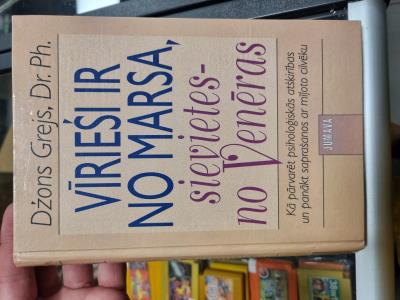 Džons Grejs, Dr. Ph.
VĪRIEŠI IR
NO MARSA,
sievietes-
no Venēras
Kā pārvarēt psiholoģiskās atšķirības
un panākt saprašanos ar mīļoto cilvēku
JUMAVA